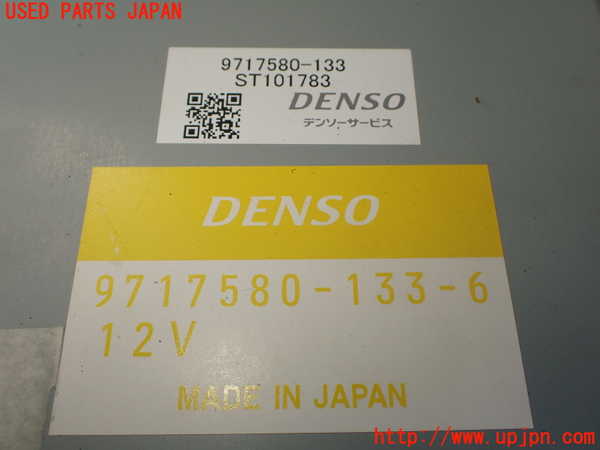 USED PARTS JAPAN
9717580-133
ST101783
DENSO
デンソーサービス
DENSO
9717580-133-6
12V
MADE IN JAPAN
http://www.upjpn.com/